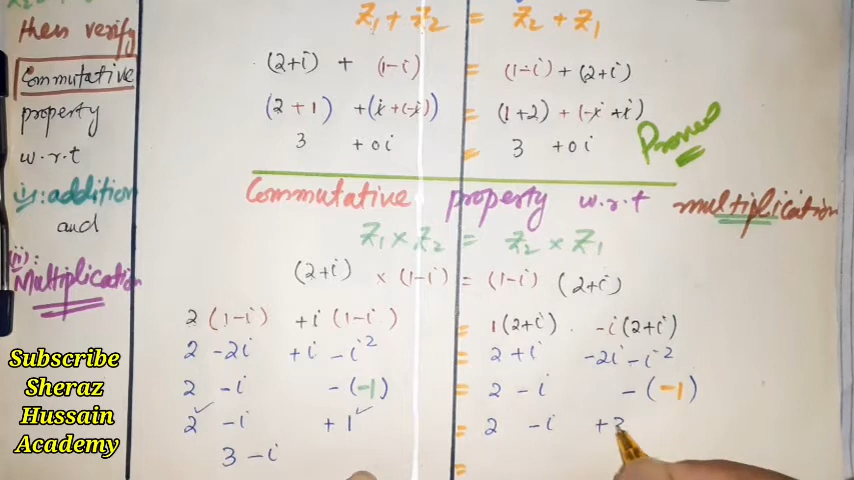 then verify
Commutative
property
w.r.t
i): addition
and
(ii):
Multiplication
Z₁ + Z₂ = Z₂ + Z₁
(2+i) + (1-i) = (1-i) + (2+i)
(2+1) + (i+(-i)) = (1+2) + (-i+i)
3 + 0i = 3 + 0i
Commutative property w.r.t multiplication
Z₁ × Z₂ = Z₂ × Z₁
(2+i) × (1-i) = (1-i) (2+i)
2 (1-i) + i (1-i) = 1(2+i) - i(2+i)
2 - 2i + i - i² = 2 + i - 2i - i²
2 - i - (-1) = 2 - i - (-1)
2 - i + 1 = 2 - i +
3 - i =
Subscribe
Sheraz
Hussain
Academy